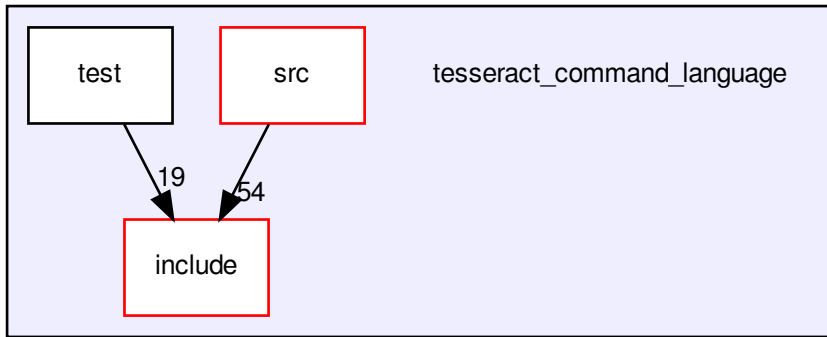 test
src
tesseract_command_language
19
54
include